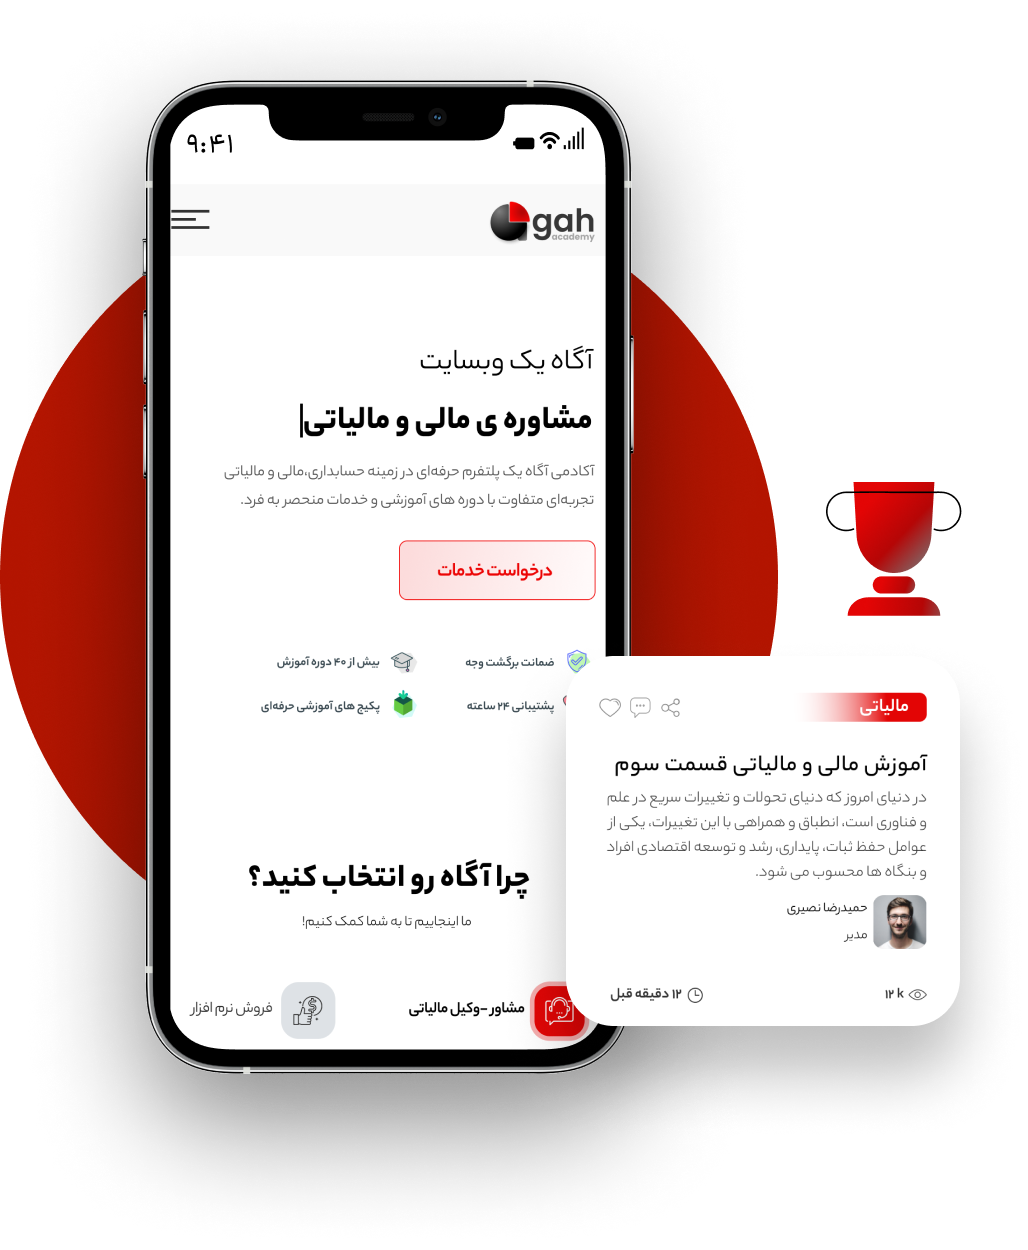 ۹:۴۱
agah
academy
آگاه یک وبسایت
مشاوره ی مالی و مالیاتی
آکادمی آگاه یک پلتفرم حرفه‌ای در زمینه حسابداری،مالی و مالیاتی
تجربه‌ای متفاوت با دوره های آموزشی و خدمات منحصر به فرد.
درخواست خدمات
ضمانت برگشت وجه
بیش از ۴۰ دوره آموزش
پشتیبانی ۲۴ ساعته
پکیج های آموزشی حرفه‌ای
چرا آگاه رو انتخاب کنید؟
ما اینجاییم تا به شما کمک کنیم!
مشاور -وکیل مالیاتی
فروش نرم افزار
مالیاتی
آموزش مالی و مالیاتی قسمت سوم
در دنیای امروز که دنیای تحولات و تغییرات سریع در علم
و فناوری است، انطباق و همراهی با این تغییرات، یکی از
عوامل حفظ ثبات، پایداری، رشد و توسعه اقتصادی افراد
و بنگاه ها محسوب می شود.
حمیدرضا نصیری
مدیر
۱۲ k
۱۲ دقیقه قبل